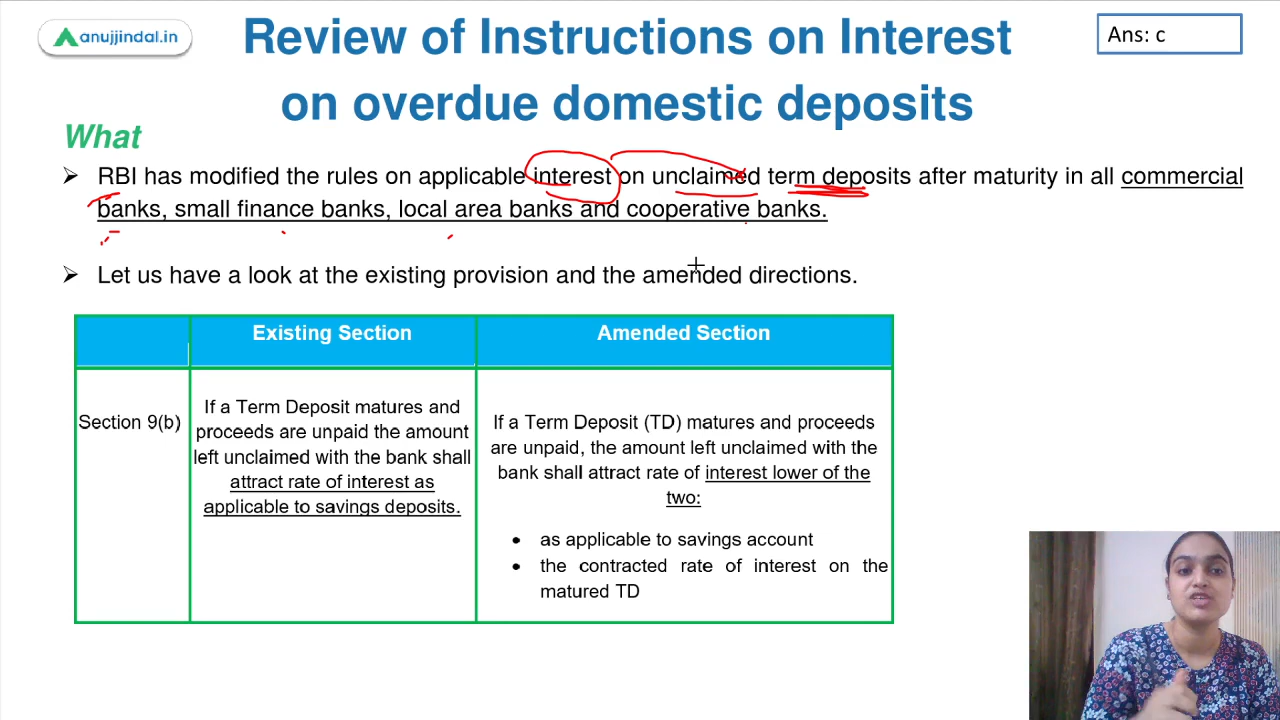 anujjindal.in
Review of Instructions on Interest
on overdue domestic deposits
Ans: c
What
RBI has modified the rules on applicable interest on unclaimed term deposits after maturity in all commercial
banks, small finance banks, local area banks and cooperative banks.
Let us have a look at the existing provision and the amended directions.
Existing Section
Amended Section
Section 9(b)
If a Term Deposit matures and
proceeds are unpaid the amount
left unclaimed with the bank shall
attract rate of interest as
applicable to savings deposits.
If a Term Deposit (TD) matures and proceeds
are unpaid, the amount left unclaimed with the
bank shall attract rate of interest lower of the
two:
• as applicable to savings account
• the contracted rate of interest on the
matured TD